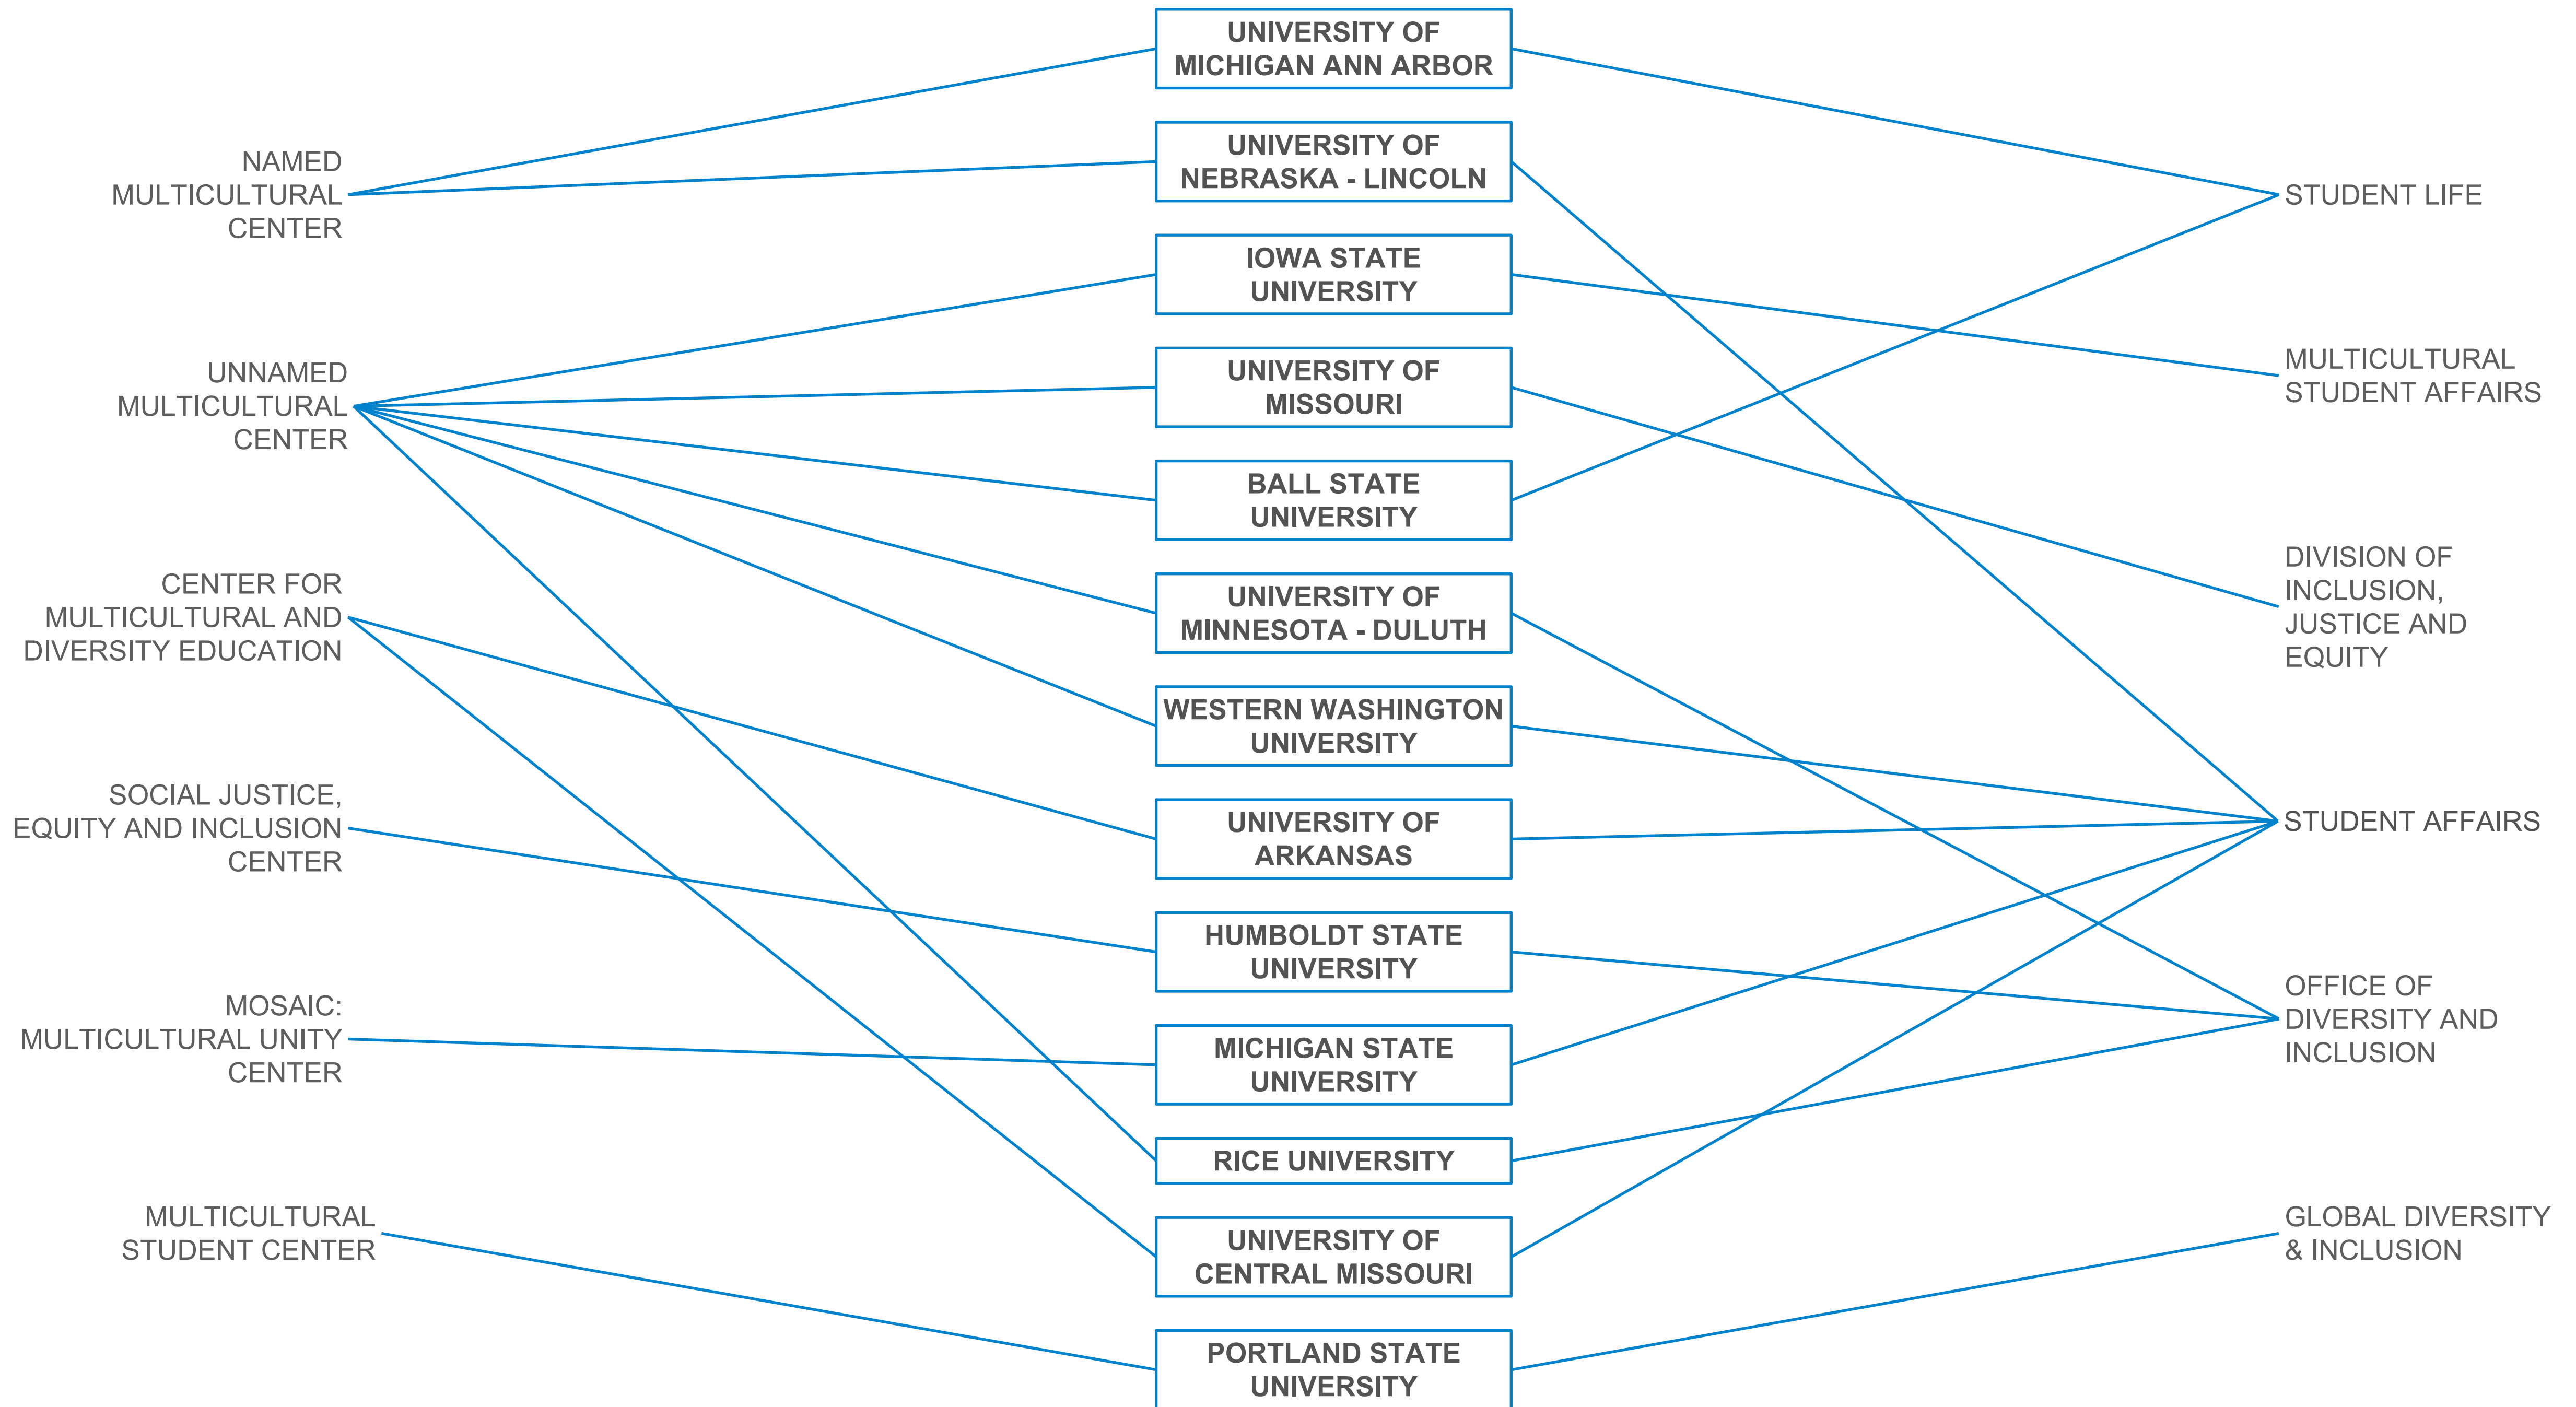 NAMED
MULTICULTURAL
CENTER
UNNAMED
MULTICULTURAL
CENTER
CENTER FOR
MULTICULTURAL AND
DIVERSITY EDUCATION
SOCIAL JUSTICE,
EQUITY AND INCLUSION
CENTER
MOSAIC:
MULTICULTURAL UNITY
CENTER
MULTICULTURAL
STUDENT CENTER
UNIVERSITY OF
MICHIGAN ANN ARBOR
UNIVERSITY OF
NEBRASKA - LINCOLN
IOWA STATE
UNIVERSITY
UNIVERSITY OF
MISSOURI
BALL STATE
UNIVERSITY
UNIVERSITY OF
MINNESOTA - DULUTH
WESTERN WASHINGTON
UNIVERSITY
UNIVERSITY OF
ARKANSAS
HUMBOLDT STATE
UNIVERSITY
MICHIGAN STATE
UNIVERSITY
RICE UNIVERSITY
UNIVERSITY OF
CENTRAL MISSOURI
PORTLAND STATE
UNIVERSITY
STUDENT LIFE
MULTICULTURAL
STUDENT AFFAIRS
DIVISION OF
INCLUSION,
JUSTICE AND
EQUITY
STUDENT AFFAIRS
OFFICE OF
DIVERSITY AND
INCLUSION
GLOBAL DIVERSITY
& INCLUSION